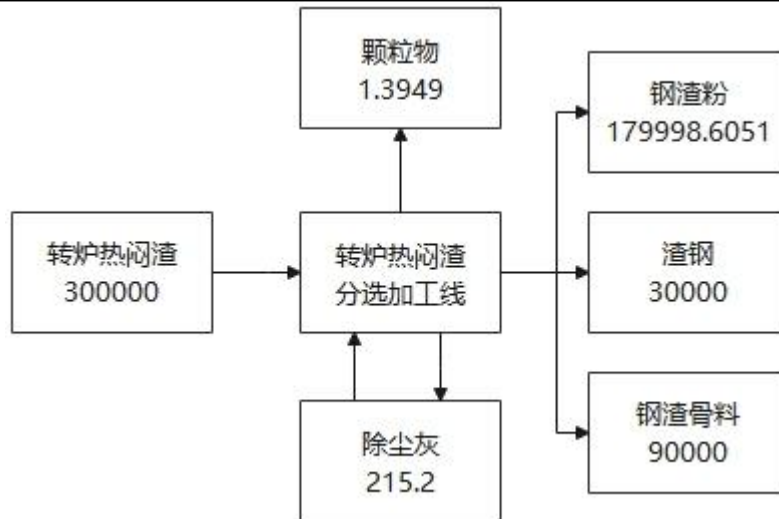 颗粒物
1.3949
钢渣粉
179998.6051
转炉热闷渣
300000
转炉热闷渣
分选加工线
渣钢
30000
除尘灰
215.2
钢渣骨料
90000